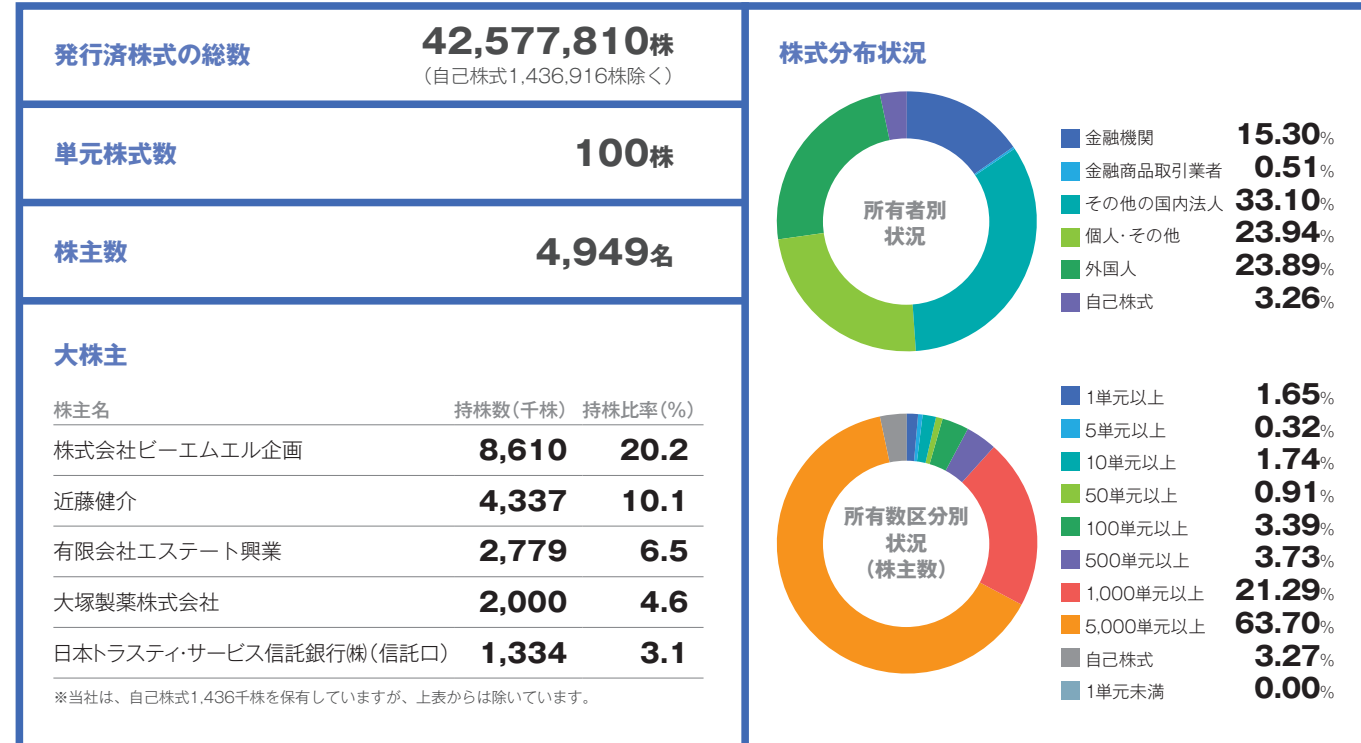 発行済株式の総数
42,577,810株
（自己株式1,436,916株除く）
単元株式数
100株
株主数
4,949名
大株主
株主名 持株数（千株） 持株比率（%）
株式会社ビーエムエル企画 8,610 20.2
近藤健介 4,337 10.1
有限会社エステート興業 2,779 6.5
大塚製薬株式会社 2,000 4.6
日本トラスティ・サービス信託銀行㈱（信託口） 1,334 3.1
※当社は、自己株式1,436千株を保有していますが、上表からは除いています。
株式分布状況
所有者別
状況
金融機関 15.30%
金融商品取引業者 0.51%
その他の国内法人 33.10%
個人・その他 23.94%
外国人 23.89%
自己株式 3.26%
所有数区分別
状況
（株主数）
1単元以上 1.65%
5単元以上 0.32%
10単元以上 1.74%
50単元以上 0.91%
100単元以上 3.39%
500単元以上 3.73%
1,000単元以上 21.29%
5,000単元以上 63.70%
自己株式 3.27%
1単元未満 0.00%